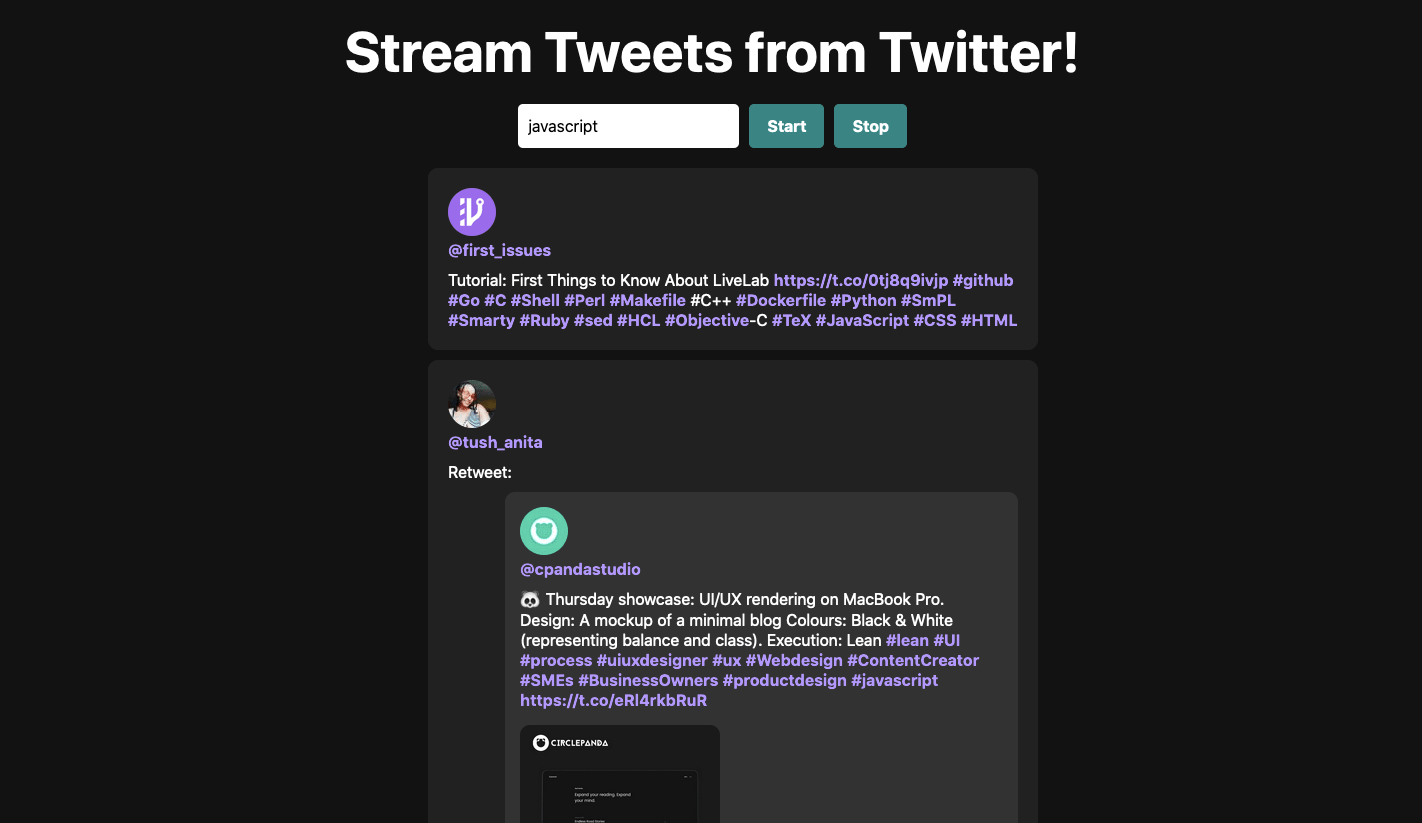 Stream Tweets from Twitter!
javascript
Start
Stop
@first_issues
Tutorial: First Things to Know About LiveLab https://t.co/0tj8q9ivjp #github
#Go #C #Shell #Perl #Makefile #C++ #Dockerfile #Python #SmPL
#Smarty #Ruby #sed #HCL #Objective-C #TeX #JavaScript #CSS #HTML
@tush_anita
Retweet:
@cpandastudio
🐼 Thursday showcase: UI/UX rendering on MacBook Pro.
Design: A mockup of a minimal blog Colours: Black & White
(representing balance and class). Execution: Lean #lean #UI
#process #uiuxdesigner #ux #Webdesign #ContentCreator
#SMEs #BusinessOwners #productdesign #javascript
https://t.co/eRl4rkbRuR
CIRCLEPANDA
Expand your reading. Expand
your mind.